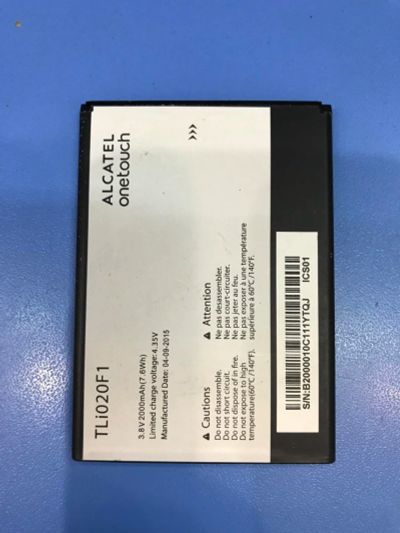 TLi020F1
3.8V 2000mAh(7.6Wh)
Limited charge voltage:4.35V
Manufactured Date: 04-09-2015
ALCATEL
onetouch
>>>
Cautions
Do not disassembler.
Do not short circuit.
Do not dispose of in fire.
Do not expose to high
temperature(60℃/140°F).
Attention
Ne pas desassembler.
Ne pas court-circuiter.
Ne pas jeter au feu.
Ne pas exposer à une température
supérieure à 60℃/140°F.
S/N:B2000010C111YTQJ ICS01